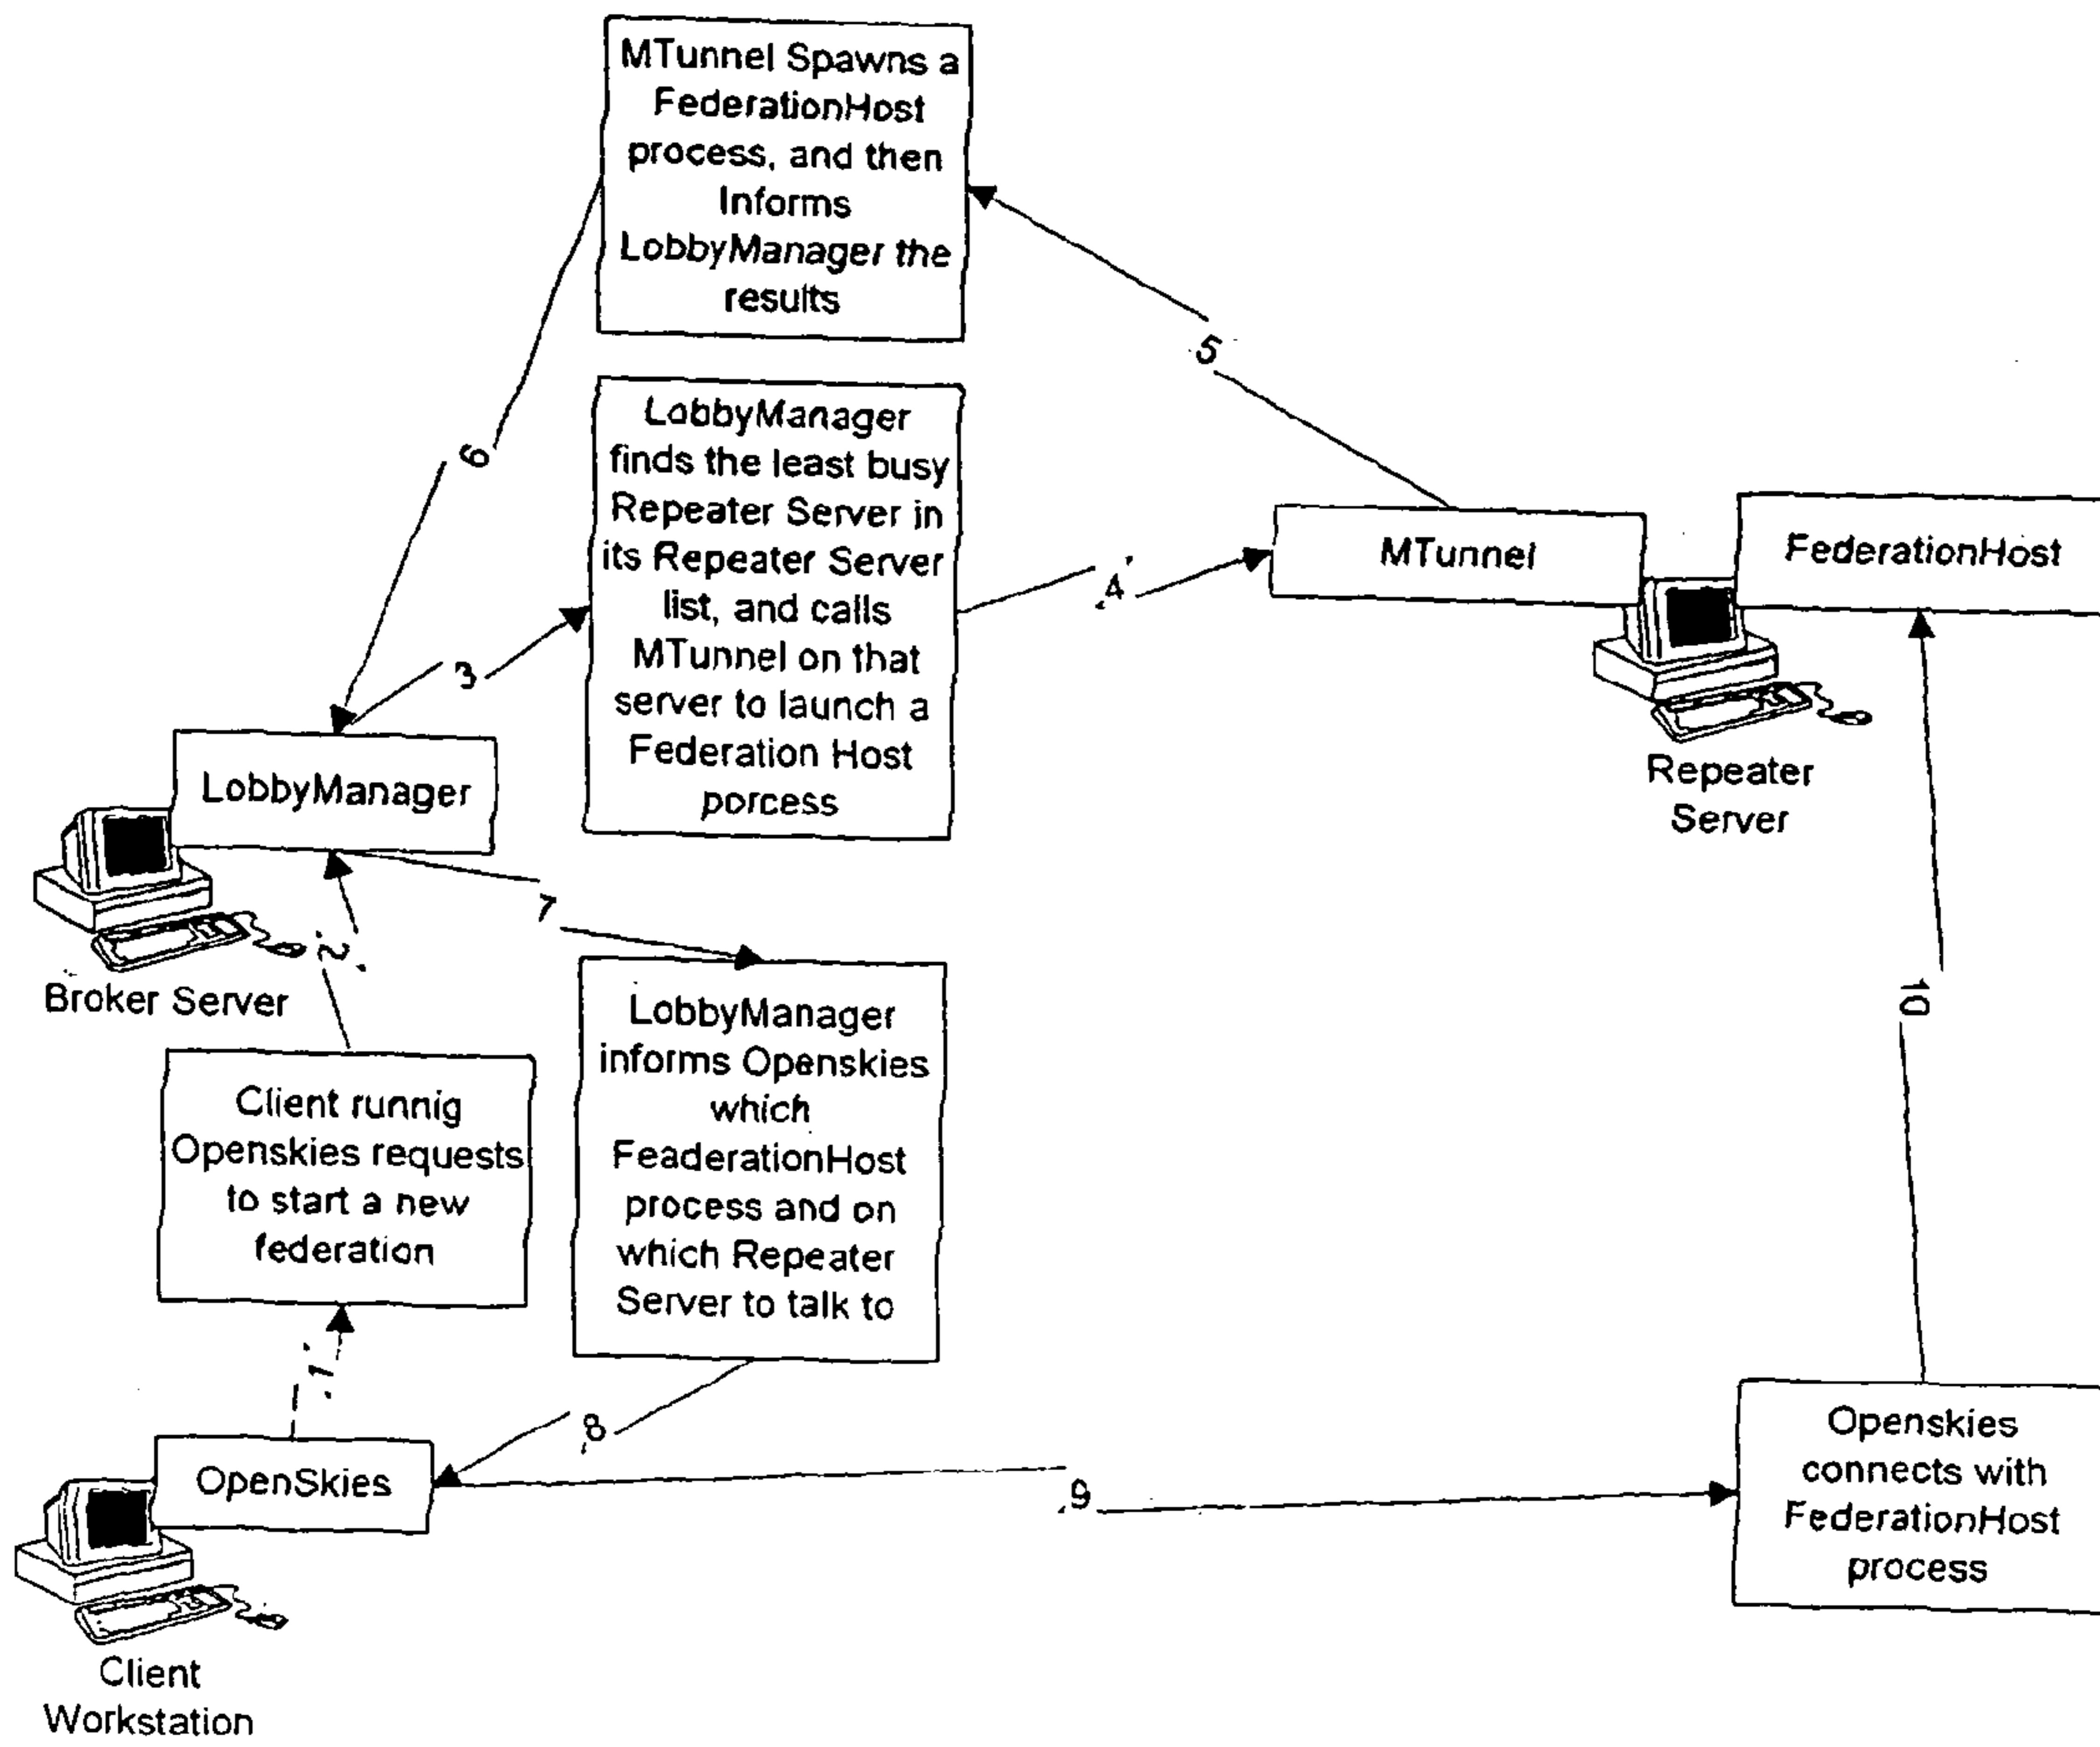 MTunnel Spawns a
FederationHost
process, and then
Informs
LobbyManager the
results
5
6
LobbyManager
finds the least busy
Repeater Server in
its Repeater Server
list, and calls
MTunnel on that
server to launch a
Federation Host
porcess
4
MTunnel
FederationHost
Repeater
Server
3
LobbyManager
Broker Server
2
7
10
LobbyManager
informs Openskies
which
FeaderationHost
process and on
which Repeater
Server to talk to
Client runnig
Openskies requests
to start a new
federation
1
8
OpenSkies
9
Openskies
connects with
FederationHost
process
Client
Workstation